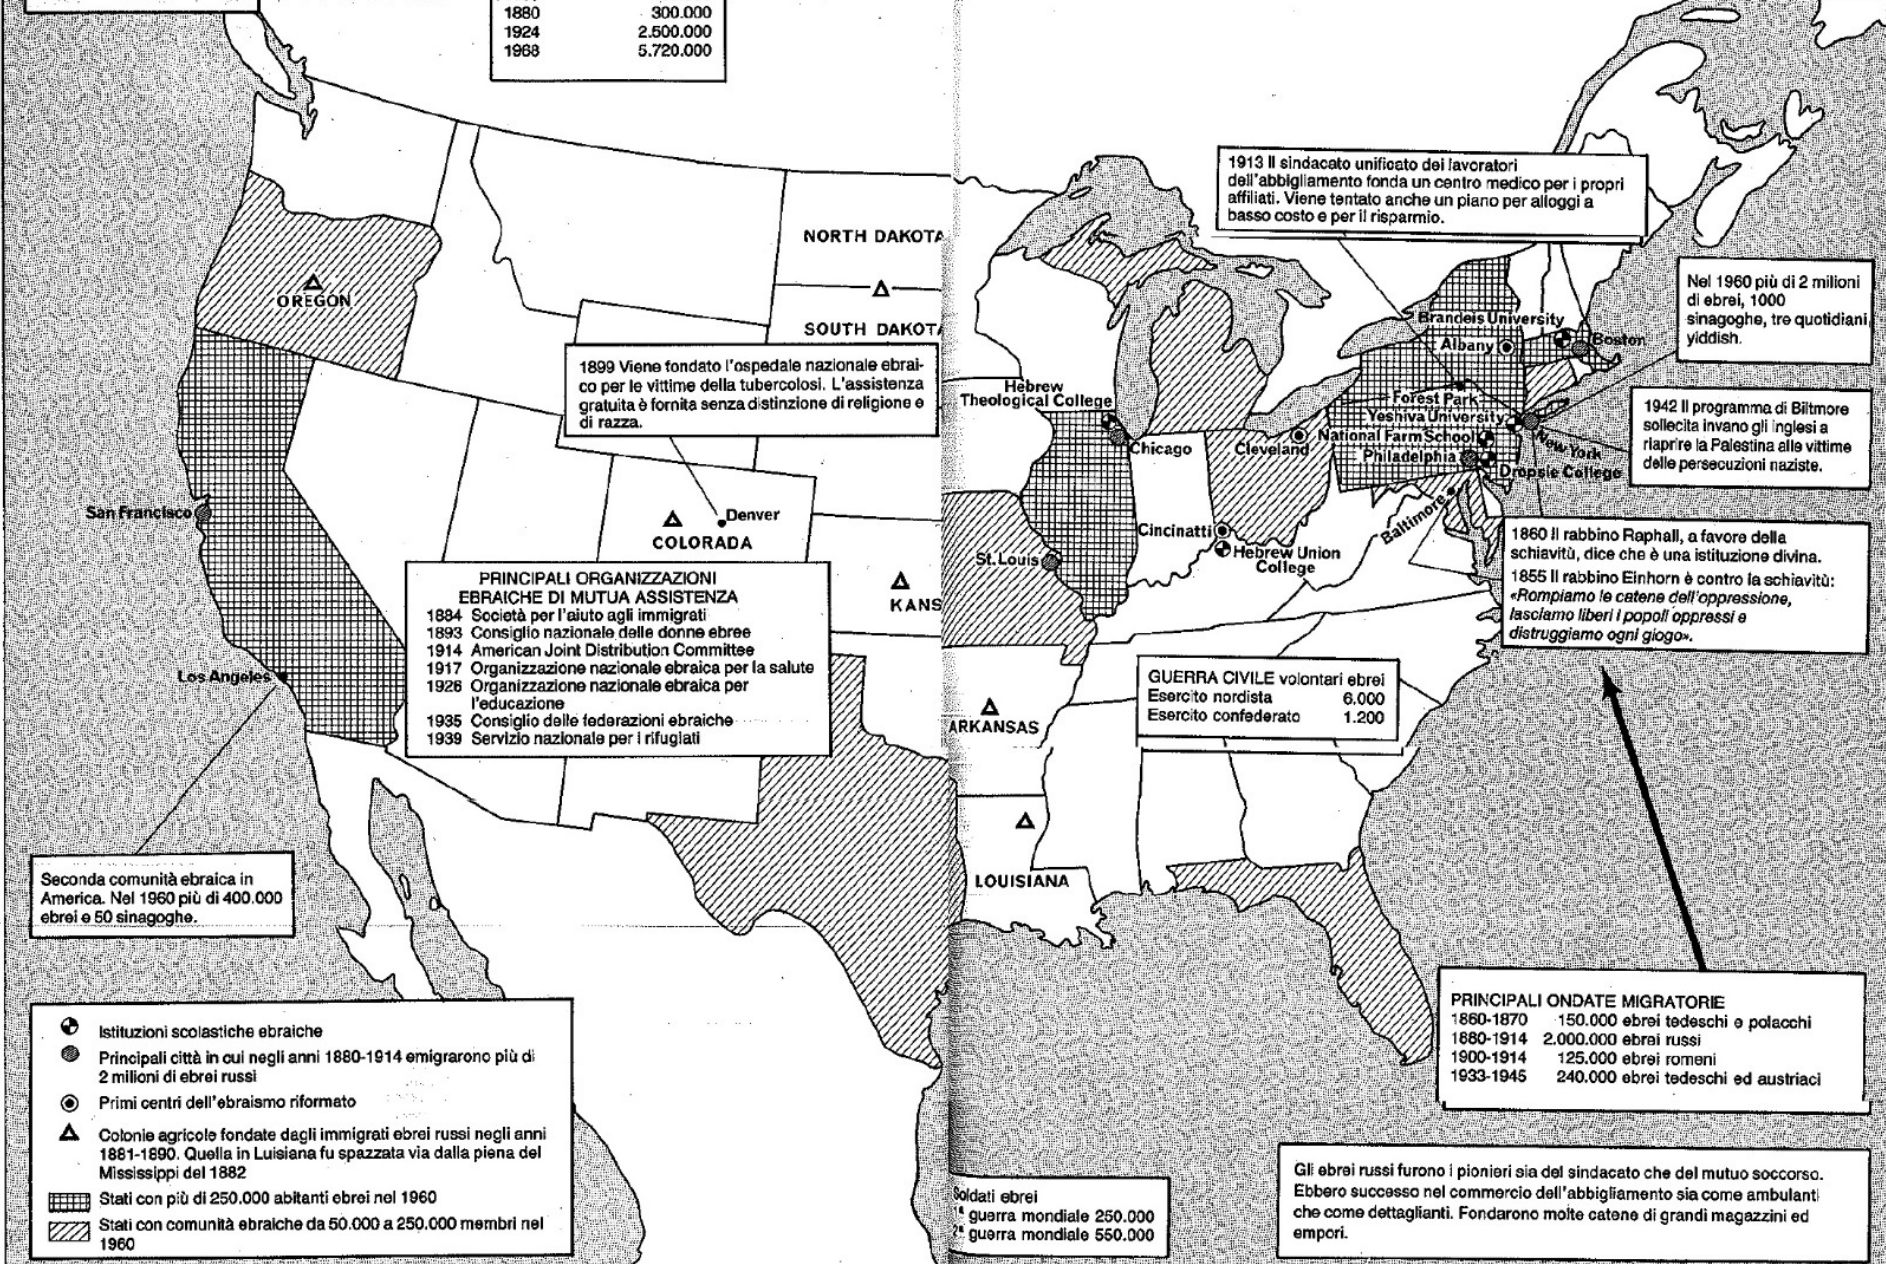 1880 300.000
1924 2.500.000
1968 5.720.000
1913 Il sindacato unificato dei lavoratori
dell'abbigliamento fonda un centro medico per i propri
affiliati. Viene tentato anche un piano per alloggi a
basso costo e per il risparmio.
NORTH DAKOTA
OREGON
SOUTH DAKOTA
Nel 1960 più di 2 milioni
di ebrei, 1000
sinagoghe, tre quotidiani
yiddish.
Brandeis University
Albany
Boston
1899 Viene fondato l'ospedale nazionale ebrai-
co per le vittime della tubercolosi. L'assistenza
gratuita è fornita senza distinzione di religione e
di razza.
Hebrew
Theological College
Chicago
Cleveland
Forest Park
Yeshiva University
National Farm School
Philadelphia
New York
Dropsie College
Baltimore
1942 Il programma di Biltmore
sollecita invano gli inglesi a
riaprire la Palestina alle vittime
delle persecuzioni naziste.
San Francisco
Denver
COLORADA
Cincinatti
Hebrew Union
College
St. Louis
KANS
1860 Il rabbino Raphall, a favore della
schiavitù, dice che è una istituzione divina.
1855 Il rabbino Einhorn è contro la schiavitù:
«Rompiamo le catene dell'oppressione,
lasciamo liberi i popoli oppressi e
distruggiamo ogni giogo».
PRINCIPALI ORGANIZZAZIONI
EBRAICHE DI MUTUA ASSISTENZA
1884 Società per l'aiuto agli immigrati
1893 Consiglio nazionale delle donne ebree
1914 American Joint Distribution Committee
1917 Organizzazione nazionale ebraica per la salute
1926 Organizzazione nazionale ebraica per
l'educazione
1935 Consiglio delle federazioni ebraiche
1939 Servizio nazionale per i rifugiati
Los Angeles
GUERRA CIVILE volontari ebrei
Esercito nordista 6.000
Esercito confederato 1.200
ARKANSAS
LOUISIANA
Seconda comunità ebraica in
America. Nel 1960 più di 400.000
ebrei e 50 sinagoghe.
PRINCIPALI ONDATE MIGRATORIE
1860-1870 150.000 ebrei tedeschi e polacchi
1880-1914 2.000.000 ebrei russi
1900-1914 125.000 ebrei romeni
1933-1945 240.000 ebrei tedeschi ed austriaci
Istituzioni scolastiche ebraiche
Principali città in cui negli anni 1880-1914 emigrarono più di
2 milioni di ebrei russi
Primi centri dell'ebraismo riformato
Colonie agricole fondate dagli immigrati ebrei russi negli anni
1881-1890. Quella in Luisiana fu spazzata via dalla piena del
Mississippi del 1882
Stati con più di 250.000 abitanti ebrei nel 1960
Stati con comunità ebraiche da 50.000 a 250.000 membri nel
1960
Soldati ebrei
1ª guerra mondiale 250.000
2ª guerra mondiale 550.000
Gli ebrei russi furono i pionieri sia del sindacato che del mutuo soccorso.
Ebbero successo nel commercio dell'abbigliamento sia come ambulanti
che come dettaglianti. Fondarono molte catene di grandi magazzini ed
empori.